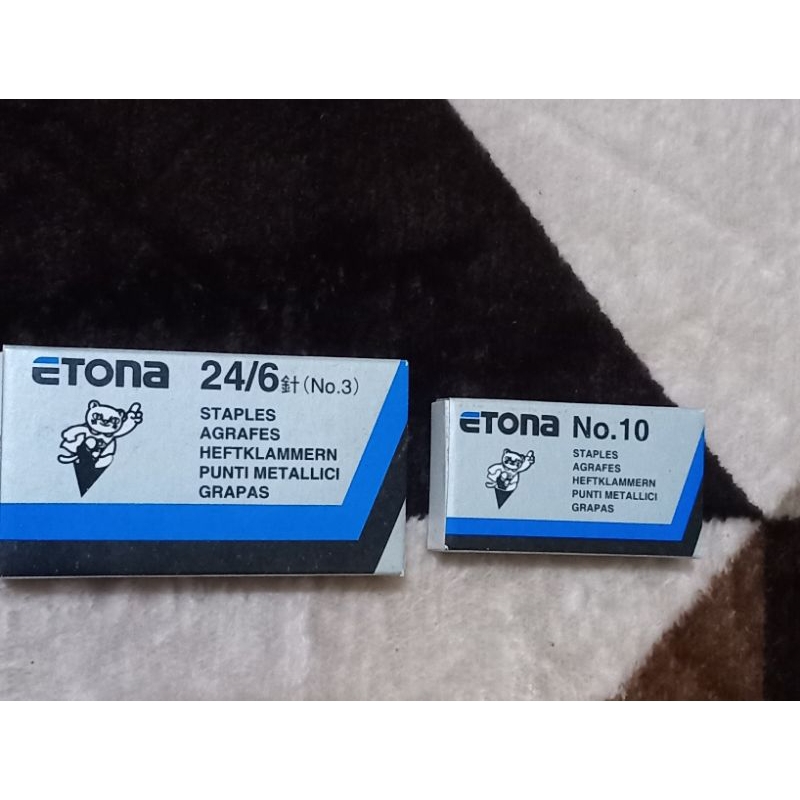 ETONA 24/6針(No.3)
STAPLES
AGRAFES
HEFTKLAMMERN
PUNTI METALLICI
GRAPAS
ETONA No.10
STAPLES
AGRAFES
HEFTKLAMMERN
PUNTI METALLICI
GRAPAS